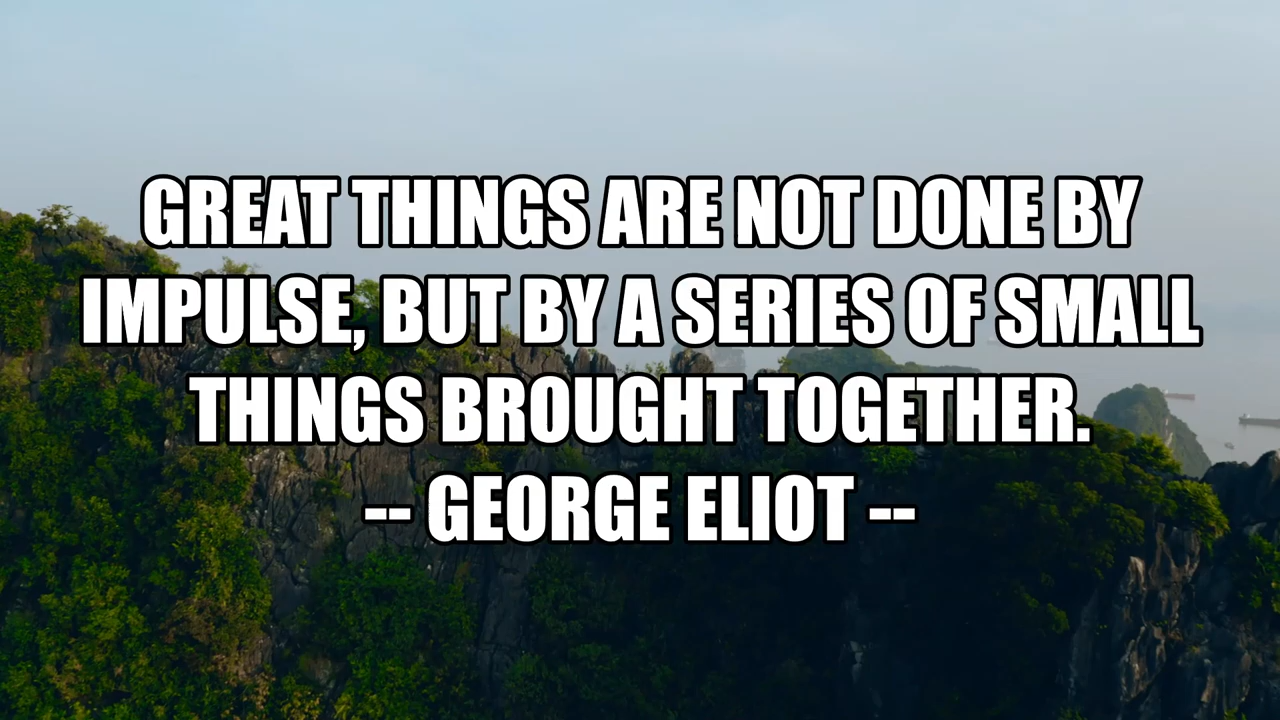 GREAT THINGS ARE NOT DONE BY
IMPULSE, BUT BY A SERIES OF SMALL
THINGS BROUGHT TOGETHER.
-- GEORGE ELIOT --